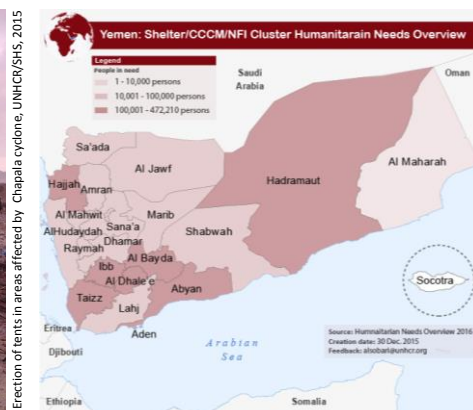 Erection of tents in areas affected by Chapala cyclone, UNHCR/SHS, 2015
Yemen: Shelter/CCCM/NFI Cluster Humanitarain Needs Overview
Legend
People in need
1 - 10,000 persons
10,001 - 100,000 persons
100,001 - 472,210 persons
Saudi
Arabia
Oman
Sa'ada
Al Jawf
Hadramaut
Al Maharah
Hajjah
Amran
Al Mahwit
Sana'a
Marib
Shabwah
AlHudaydah
Raymah
Dhamar
Al Bayda
Ibb
Al Dhale'e
Abyan
Taizz
Lahj
Aden
Socotra
Eritrea
Djibouti
Arabian
Sea
Source: Humnaitarian Needs Overview 2016
Creation date: 30 Dec. 2015
Feedback: alsobari@unhcr.org
Ethiopia
Somalia